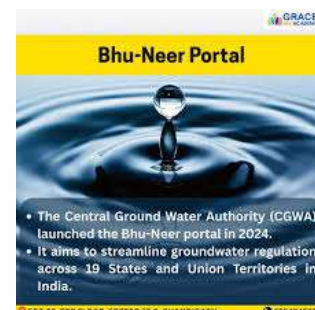 GRACE
ACADEMY
Bhu-Neer Portal
• The Central Ground Water Authority (CGWA)
launched the Bhu-Neer portal in 2024.
• It aims to streamline groundwater regulation
across 19 States and Union Territories in
India.